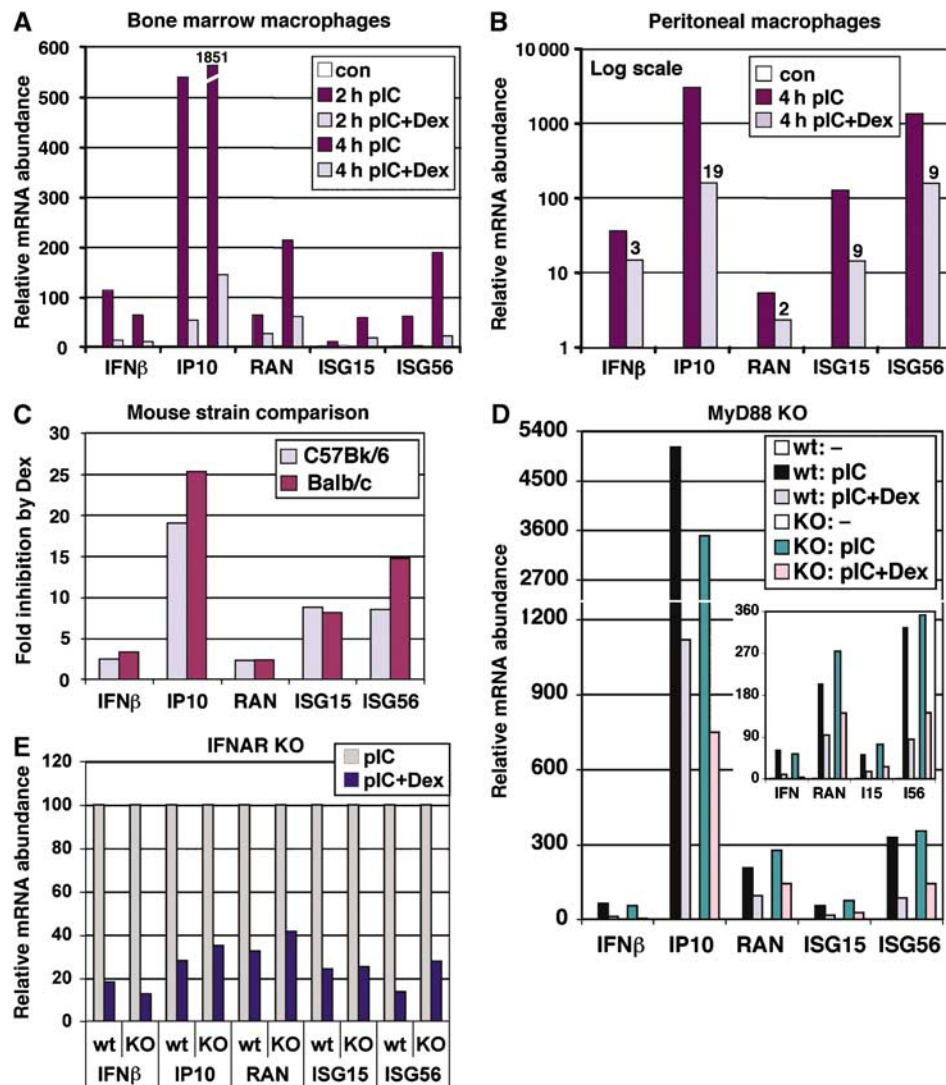 A
Bone marrow macrophages
Relative mRNA abundance
600
500
400
300
200
100
0
1851
con
2 h pIC
2 h pIC+Dex
4 h pIC
4 h pIC+Dex
IFNβ IP10 RAN ISG15 ISG56
B
Peritoneal macrophages
Relative mRNA abundance
10 000
1000
100
10
1
Log scale
con
4 h pIC
4 h pIC+Dex
3
19
2
9
9
IFNβ IP10 RAN ISG15 ISG56
C
Mouse strain comparison
Fold inhibition by Dex
30
25
20
15
10
5
0
C57Bk/6
Balb/c
IFNβ IP10 RAN ISG15 ISG56
D
MyD88 KO
Relative mRNA abundance
5400
4500
3600
2700
1200
900
600
300
0
wt: –
wt: pIC
wt: pIC+Dex
KO: –
KO: pIC
KO: pIC+Dex
360
270
180
90
0
IFN RAN I15 I56
IFNβ IP10 RAN ISG15 ISG56
E
IFNAR KO
Relative mRNA abundance
120
100
80
60
40
20
0
pIC
pIC+Dex
wt KO wt KO wt KO wt KO wt KO
IFNβ IP10 RAN ISG15 ISG56